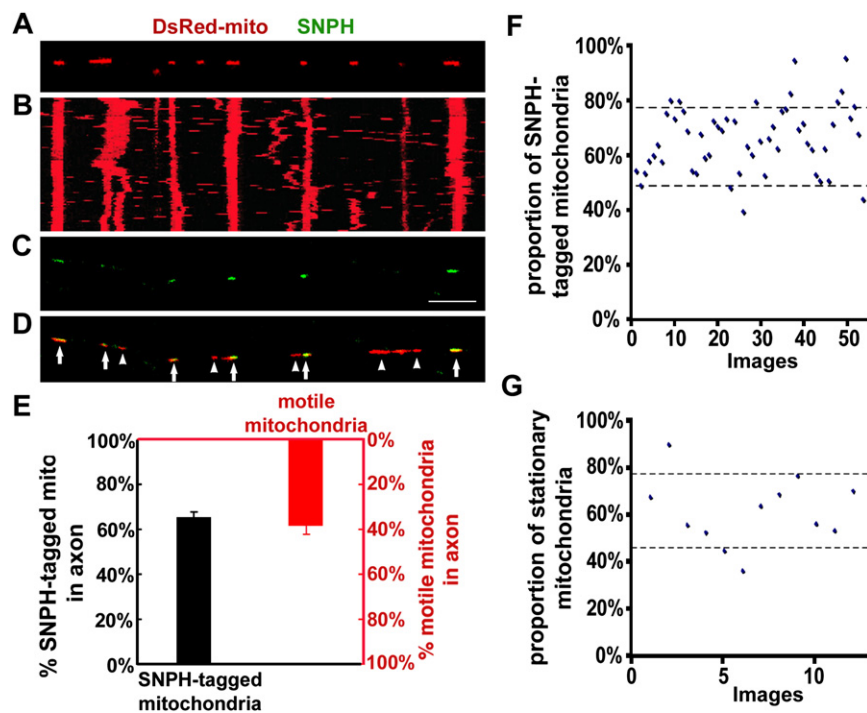 A
DsRed-mito SNPH
B
C
D
E
motile
mitochondria
100%
80%
60%
40%
20%
0%
% SNPH-tagged mito
in axon
0%
20%
40%
60%
80%
100%
% motile mitochondria
in axon
SNPH-tagged
mitochondria
F
100%
80%
60%
40%
20%
0%
proportion of SNPH-
tagged mitochondria
0 10 20 30 40 50
Images
G
100%
80%
60%
40%
20%
0%
proportion of stationary
mitochondria
0 5 10
Images